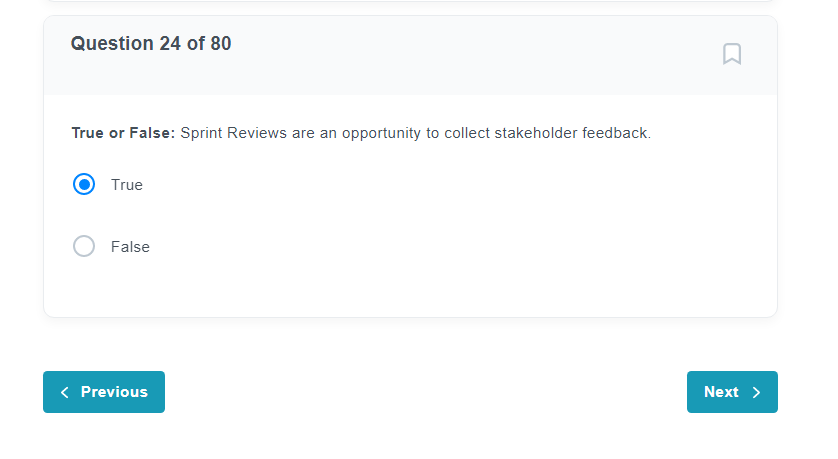 Question 24 of 80
True or False: Sprint Reviews are an opportunity to collect stakeholder feedback.
True
False
Previous
Next